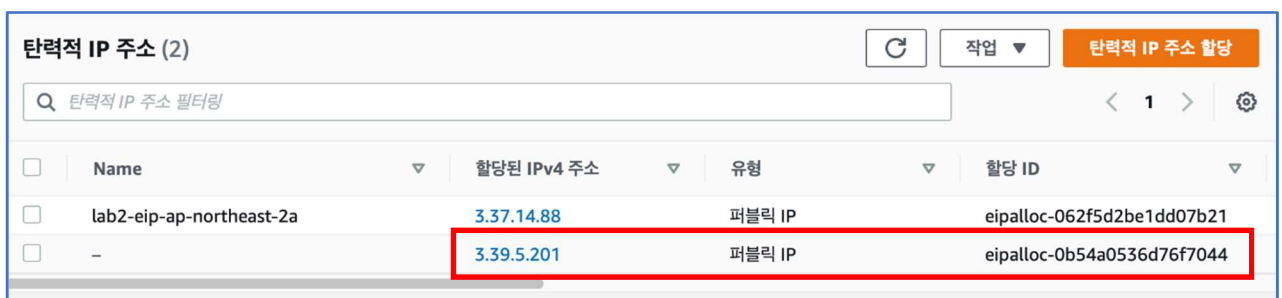 탄력적 IP 주소 (2)
작업
탄력적 IP 주소 할당
탄력적 IP 주소 필터링
1
Name 할당된 IPv4 주소 유형 할당 ID
lab2-eip-ap-northeast-2a 3.37.14.88 퍼블릭 IP eipalloc-062f5d2be1dd07b21
– 3.39.5.201 퍼블릭 IP eipalloc-0b54a0536d76f7044